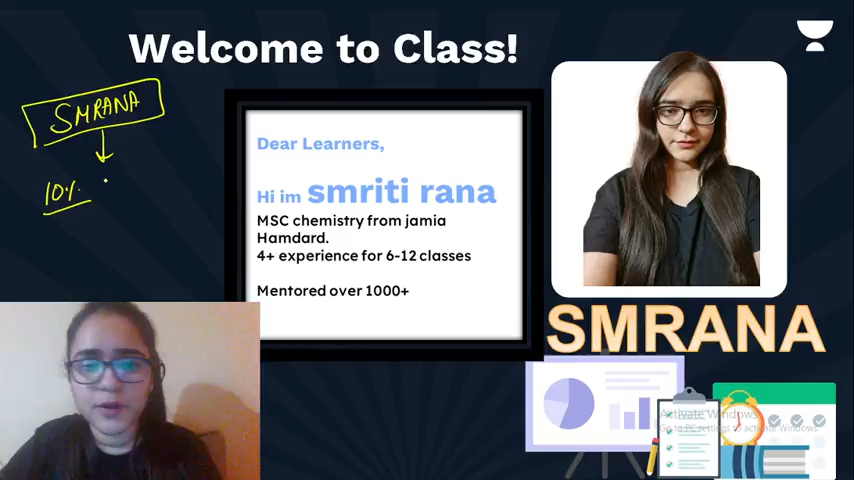 Welcome to Class!
SMRANA
10%
Dear Learners,
Hi im smriti rana
MSC chemistry from jamia
Hamdard.
4+ experience for 6-12 classes
Mentored over 1000+
SMRANA
Activate Windows
Go to PC settings to activate Windows.